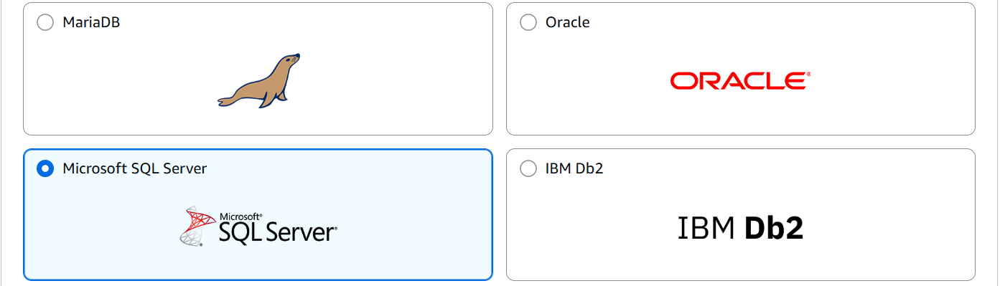 MariaDB
Oracle
ORACLE®
Microsoft SQL Server
IBM Db2
Microsoft®
SQL Server®
IBM Db2